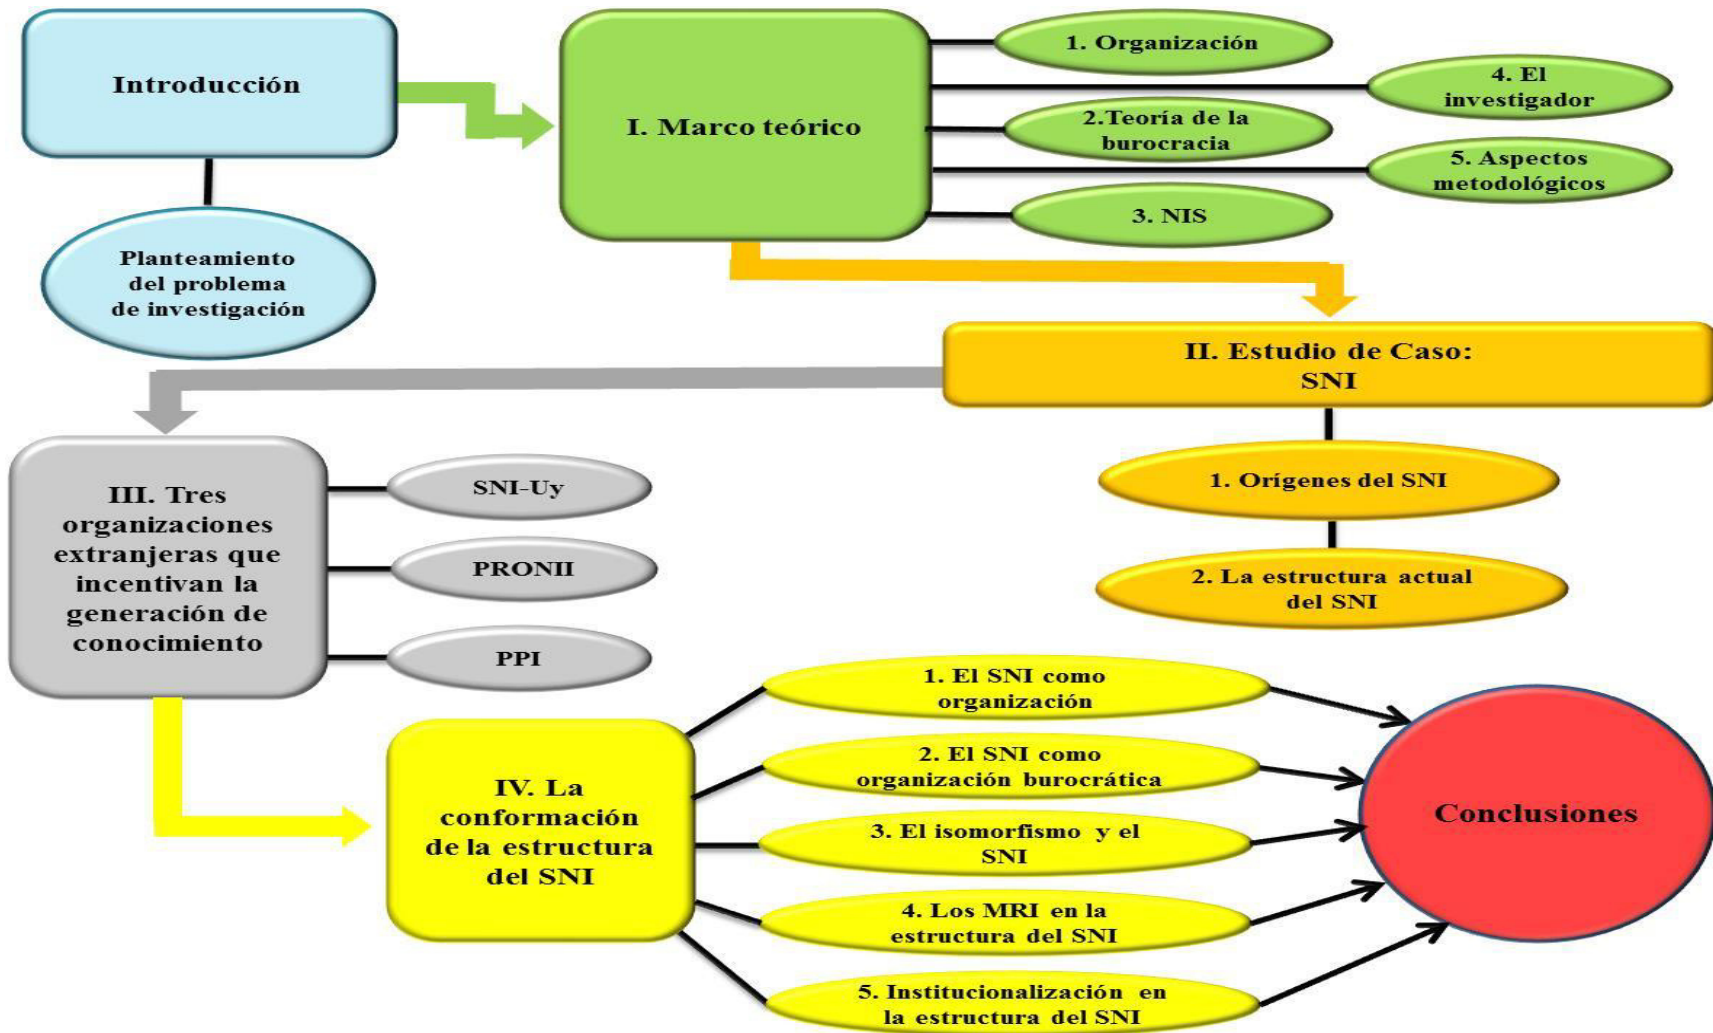 Introducción
Planteamiento
del problema
de investigación
I. Marco teórico
1. Organización
2.Teoría de la
burocracia
3. NIS
4. El
investigador
5. Aspectos
metodológicos
II. Estudio de Caso:
SNI
1. Orígenes del SNI
2. La estructura actual
del SNI
III. Tres
organizaciones
extranjeras que
incentivan la
generación de
conocimiento
SNI-Uy
PRONII
PPI
IV. La
conformación
de la estructura
del SNI
1. El SNI como
organización
2. El SNI como
organización burocrática
3. El isomorfismo y el
SNI
4. Los MRI en la
estructura del SNI
5. Institucionalización en
la estructura del SNI
Conclusiones